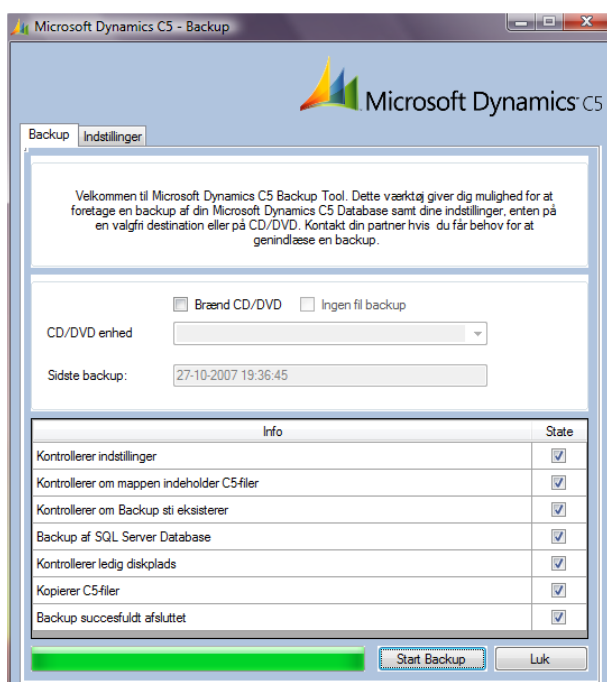 Microsoft Dynamics C5 - Backup
Microsoft Dynamics C5
Backup Indstillinger
Velkommen til Microsoft Dynamics C5 Backup Tool. Dette værktøj giver dig mulighed for at
foretage en backup af din Microsoft Dynamics C5 Database samt dine indstillinger, enten på
en valgfri destination eller på CD/DVD. Kontakt din partner hvis du får behov for at
genindlæse en backup.
Brænd CD/DVD Ingen fil backup
CD/DVD enhed
Sidste backup: 27-10-2007 19:36:45
Info State
Kontrollerer indstillinger
Kontrollerer om mappen indeholder C5-filer
Kontrollerer om Backup sti eksisterer
Backup af SQL Server Database
Kontrollerer ledig diskplads
Kopierer C5-filer
Backup succesfuldt afsluttet
Start Backup Luk